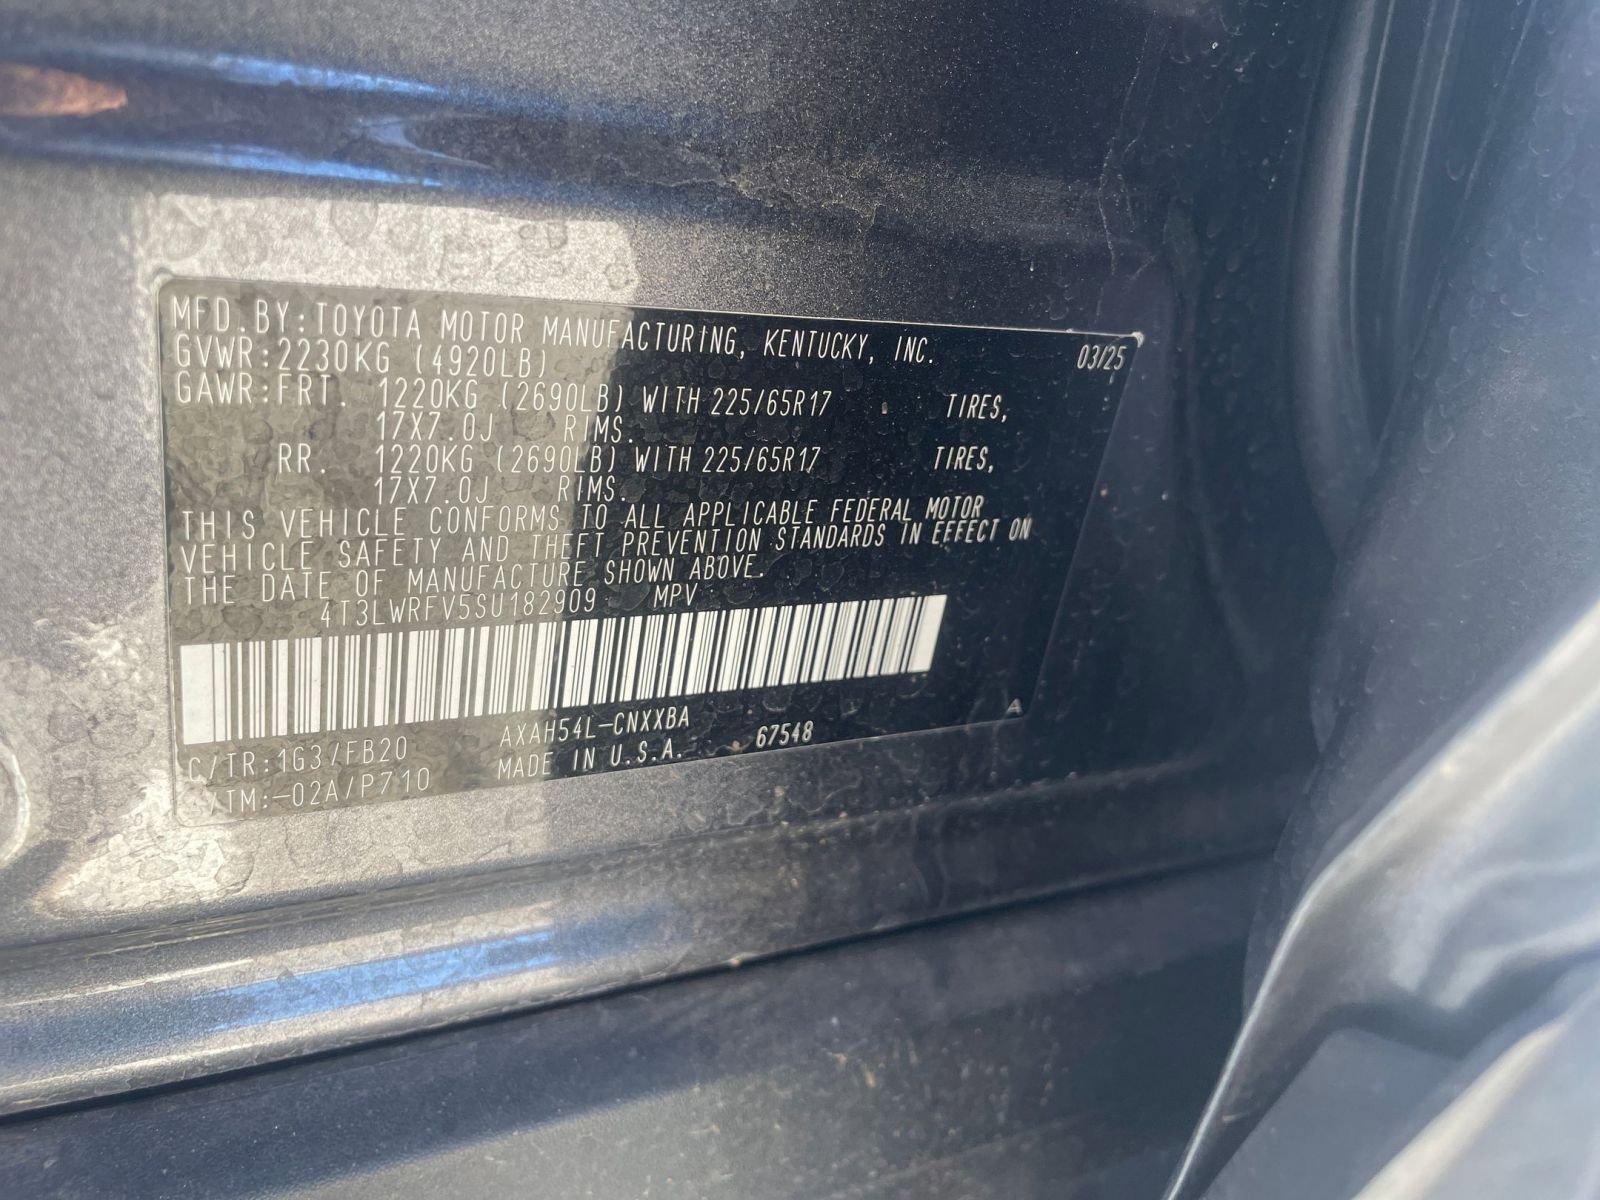 MFD.BY:TOYOTA MOTOR MANUFACTURING, KENTUCKY, INC. 03/25
GVWR:2230KG (4920LB)
GAWR:FRT. 1220KG (2690LB) WITH 225/65R17 TIRES,
17X7.0J RIMS.
RR. 1220KG (2690LB) WITH 225/65R17 TIRES,
17X7.0J RIMS.
THIS VEHICLE CONFORMS TO ALL APPLICABLE FEDERAL MOTOR
VEHICLE SAFETY AND THEFT PREVENTION STANDARDS IN EFFECT ON
THE DATE OF MANUFACTURE SHOWN ABOVE.
4T3LWRFV5SU182909 MPV
C/TR:1G3/FB20 AXAH54L-CNXXBA A
/TM:-02A/P710 MADE IN U.S.A. 67548